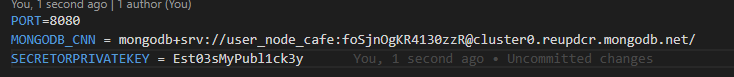 You, 1 second ago | 1 author (You)
PORT=8080
MONGODB_CNN = mongodb+srv://user_node_cafe:foSjnOgKR4130zzR@cluster0.reupdcr.mongodb.net/
SECRETORPRIVATEKEY = Est03sMyPubl1ck3y You, 1 second ago • Uncommitted changes